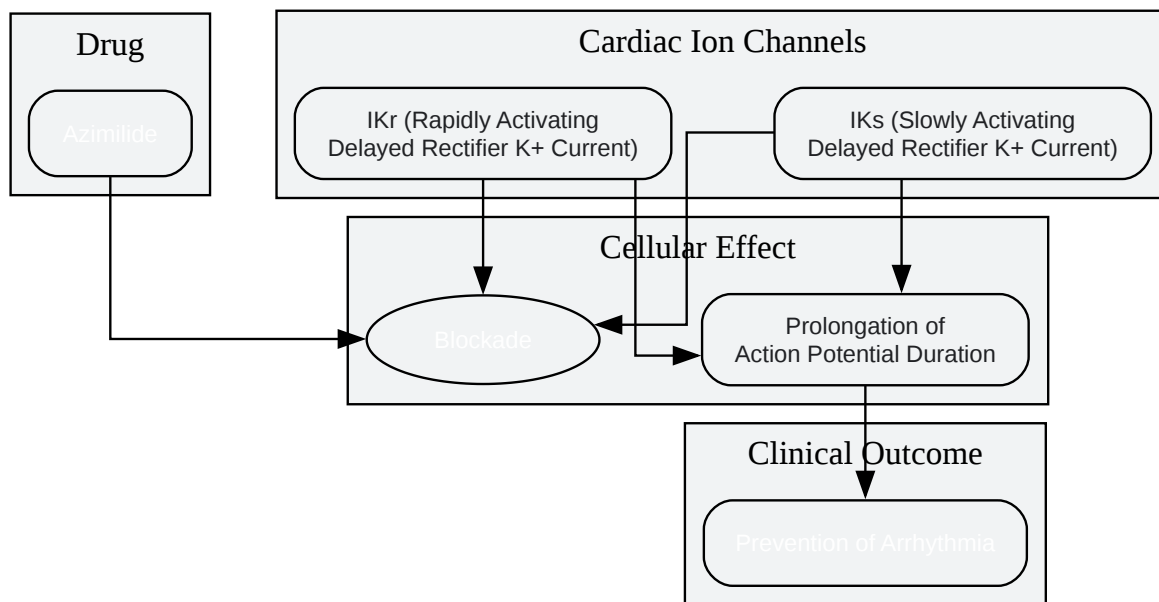 Drug
Azimilide
Cardiac Ion Channels
IKr (Rapidly Activating
Delayed Rectifier K+ Current)
IKs (Slowly Activating
Delayed Rectifier K+ Current)
Cellular Effect
Blockade
Prolongation of
Action Potential Duration
Clinical Outcome
Prevention of Arrhythmia